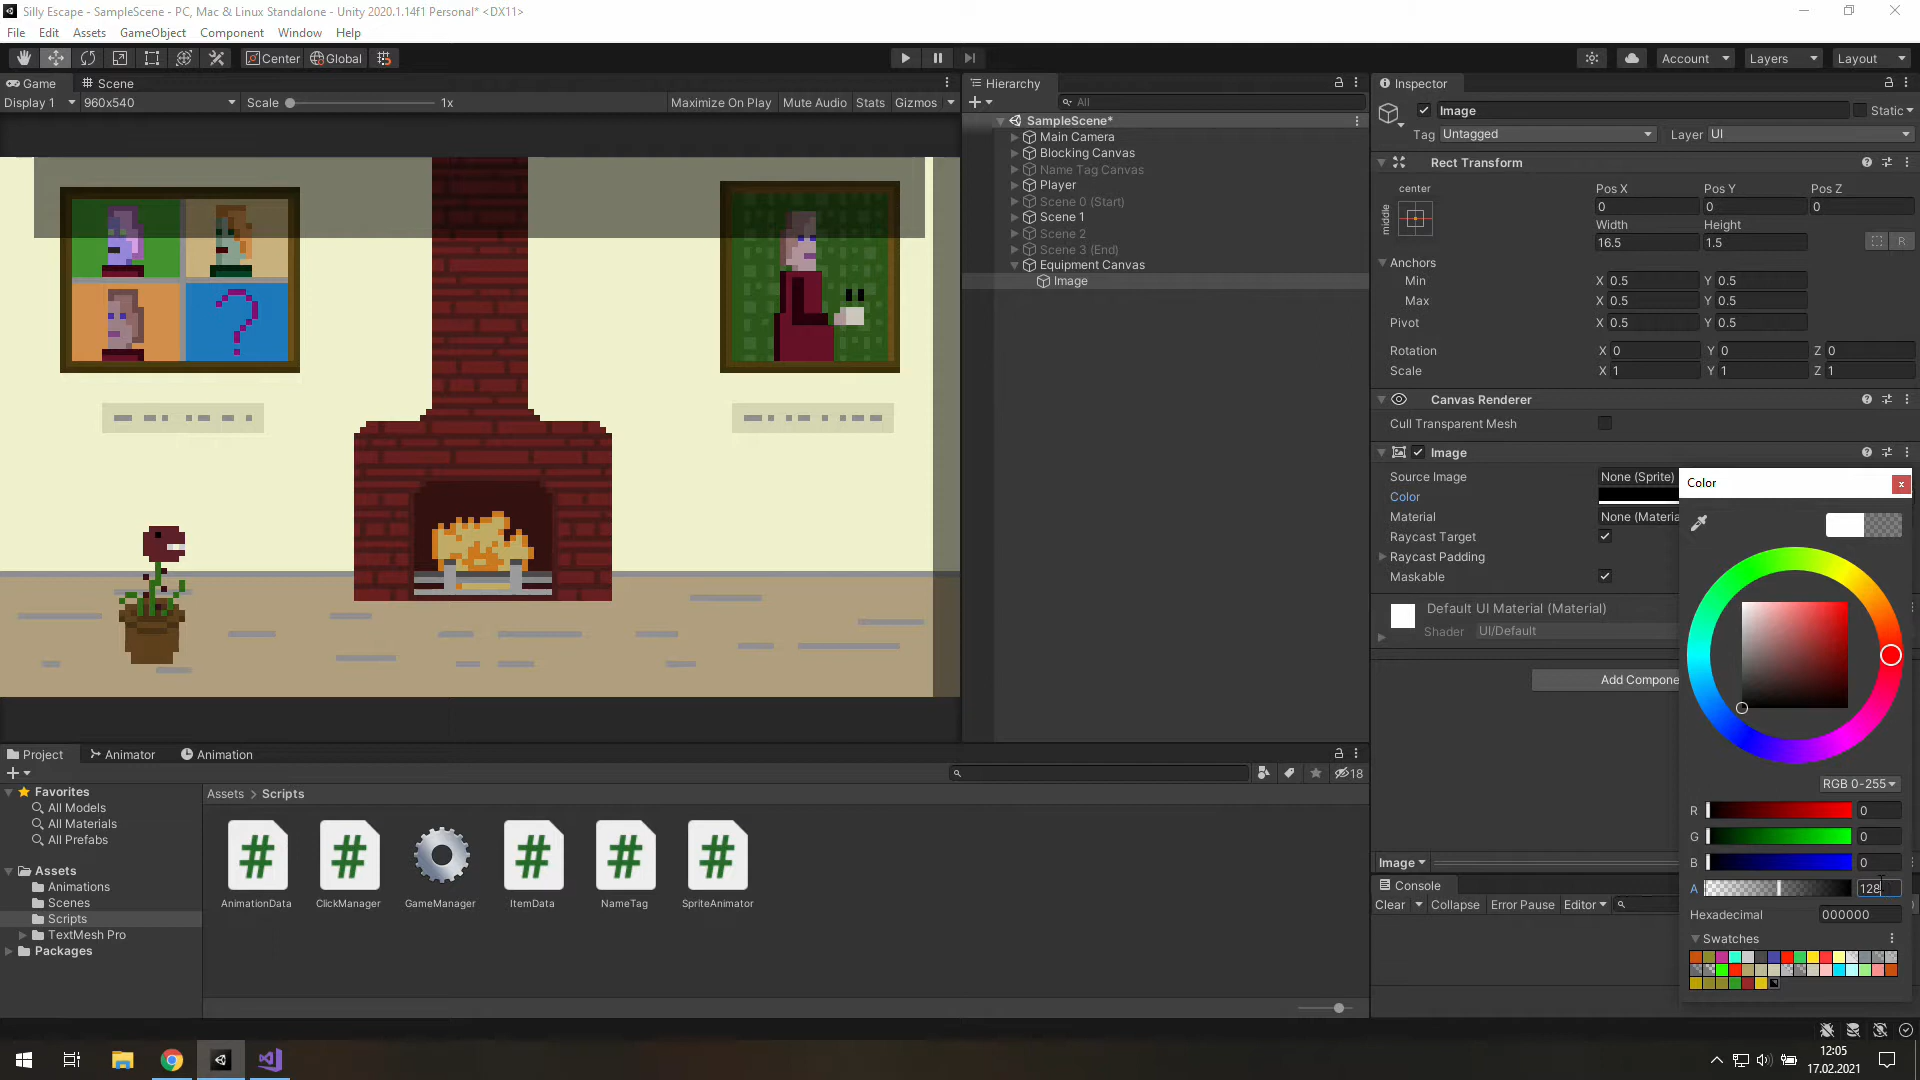 Silly Escape - SampleScene - PC, Mac & Linux Standalone - Unity 2020.1.14f1 Personal* <DX11>
File Edit Assets GameObject Component Window Help
Center Global Account Layers Layout
Game Scene
Display 1 960x540 Scale 1x Maximize On Play Mute Audio Stats Gizmos
Hierarchy
All
SampleScene*
Main Camera
Blocking Canvas
Name Tag Canvas
Player
Scene 0 (Start)
Scene 1
Scene 2
Scene 3 (End)
Equipment Canvas
Image
Inspector
Image Static
Tag Untagged Layer UI
Rect Transform
center Pos X Pos Y Pos Z
middle 0 0 0
Width Height
16.5 1.5 R
Anchors
Min X 0.5 Y 0.5
Max X 0.5 Y 0.5
Pivot X 0.5 Y 0.5
Rotation X 0 Y 0 Z 0
Scale X 1 Y 1 Z 1
Canvas Renderer
Cull Transparent Mesh
Image
Source Image None (Sprite)
Color
Material None (Materia
Raycast Target
Raycast Padding
Maskable
Default UI Material (Material)
Shader UI/Default
Add Compone
Image
Color x
RGB 0-255
R 0
G 0
B 0
A 128
Hexadecimal 000000
Swatches
Console
Clear Collapse Error Pause Editor
Project Animator Animation
18
Favorites
All Models
All Materials
All Prefabs
Assets
Animations
Scenes
Scripts
TextMesh Pro
Packages
Assets > Scripts
AnimationData ClickManager GameManager ItemData NameTag SpriteAnimator
12:05
17.02.2021